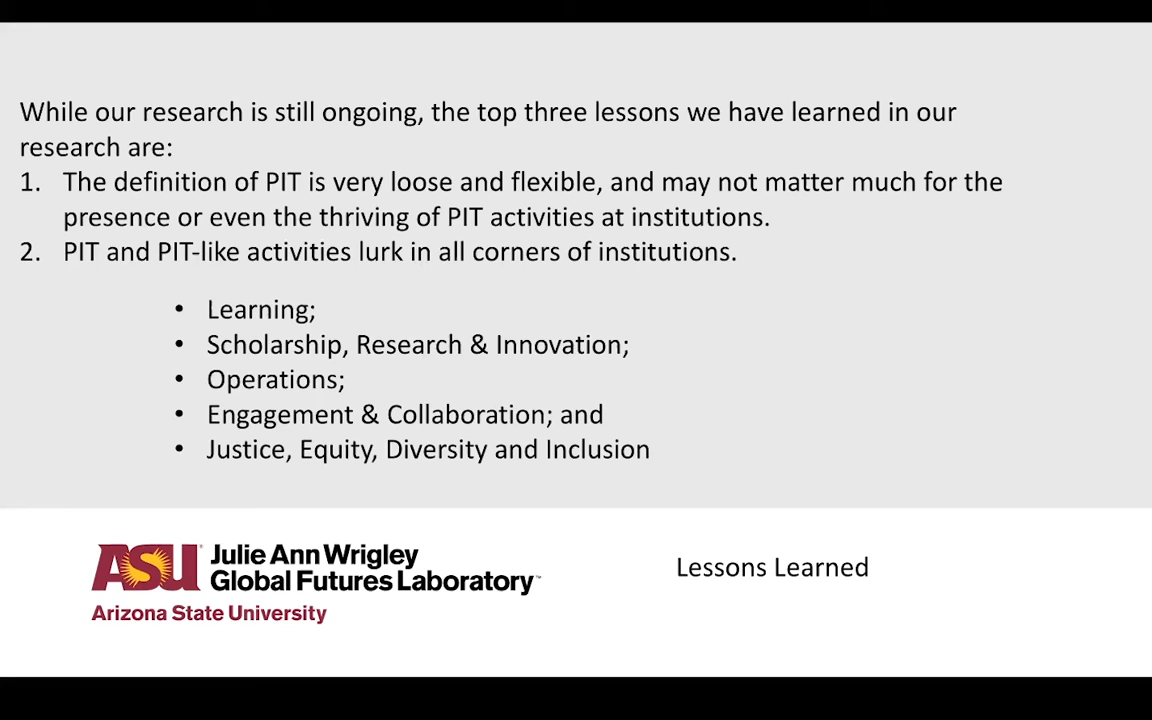 While our research is still ongoing, the top three lessons we have learned in our
research are:
1. The definition of PIT is very loose and flexible, and may not matter much for the
presence or even the thriving of PIT activities at institutions.
2. PIT and PIT-like activities lurk in all corners of institutions.
• Learning;
• Scholarship, Research & Innovation;
• Operations;
• Engagement & Collaboration; and
• Justice, Equity, Diversity and Inclusion
ASU Julie Ann Wrigley
Global Futures Laboratory™
Arizona State University
Lessons Learned